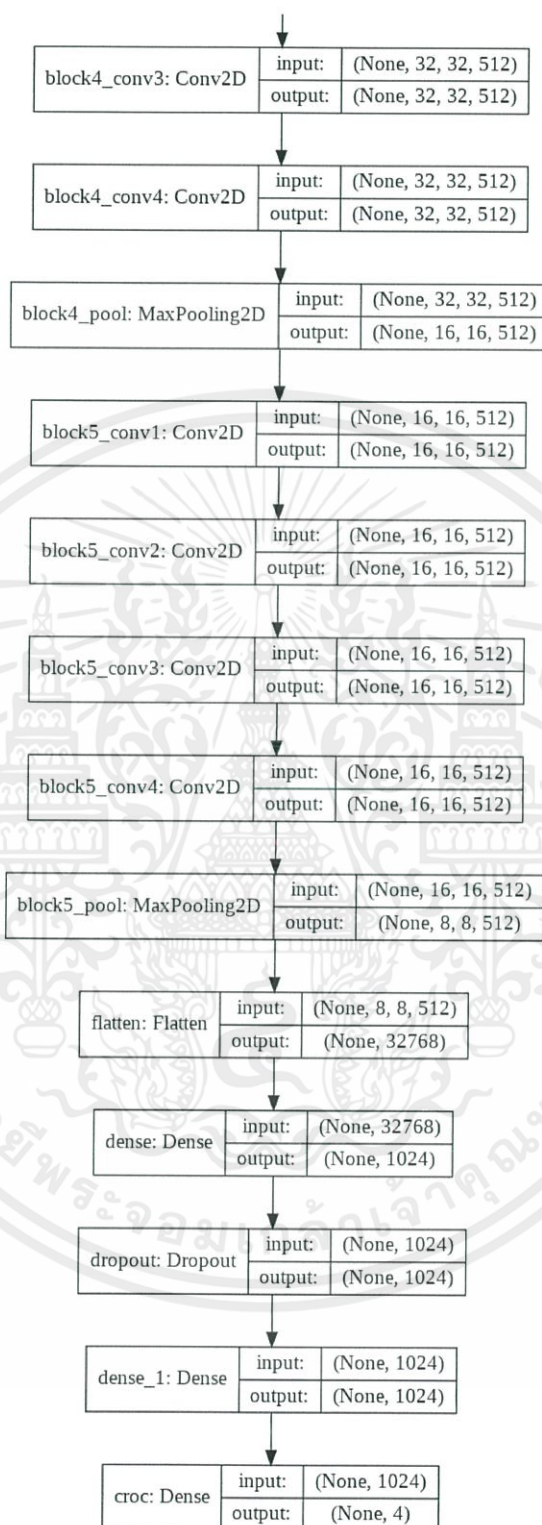 block4_conv3: Conv2D
input: (None, 32, 32, 512)
output: (None, 32, 32, 512)
block4_conv4: Conv2D
input: (None, 32, 32, 512)
output: (None, 32, 32, 512)
block4_pool: MaxPooling2D
input: (None, 32, 32, 512)
output: (None, 16, 16, 512)
block5_conv1: Conv2D
input: (None, 16, 16, 512)
output: (None, 16, 16, 512)
block5_conv2: Conv2D
input: (None, 16, 16, 512)
output: (None, 16, 16, 512)
block5_conv3: Conv2D
input: (None, 16, 16, 512)
output: (None, 16, 16, 512)
block5_conv4: Conv2D
input: (None, 16, 16, 512)
output: (None, 16, 16, 512)
block5_pool: MaxPooling2D
input: (None, 16, 16, 512)
output: (None, 8, 8, 512)
flatten: Flatten
input: (None, 8, 8, 512)
output: (None, 32768)
dense: Dense
input: (None, 32768)
output: (None, 1024)
dropout: Dropout
input: (None, 1024)
output: (None, 1024)
dense_1: Dense
input: (None, 1024)
output: (None, 1024)
croc: Dense
input: (None, 1024)
output: (None, 4)